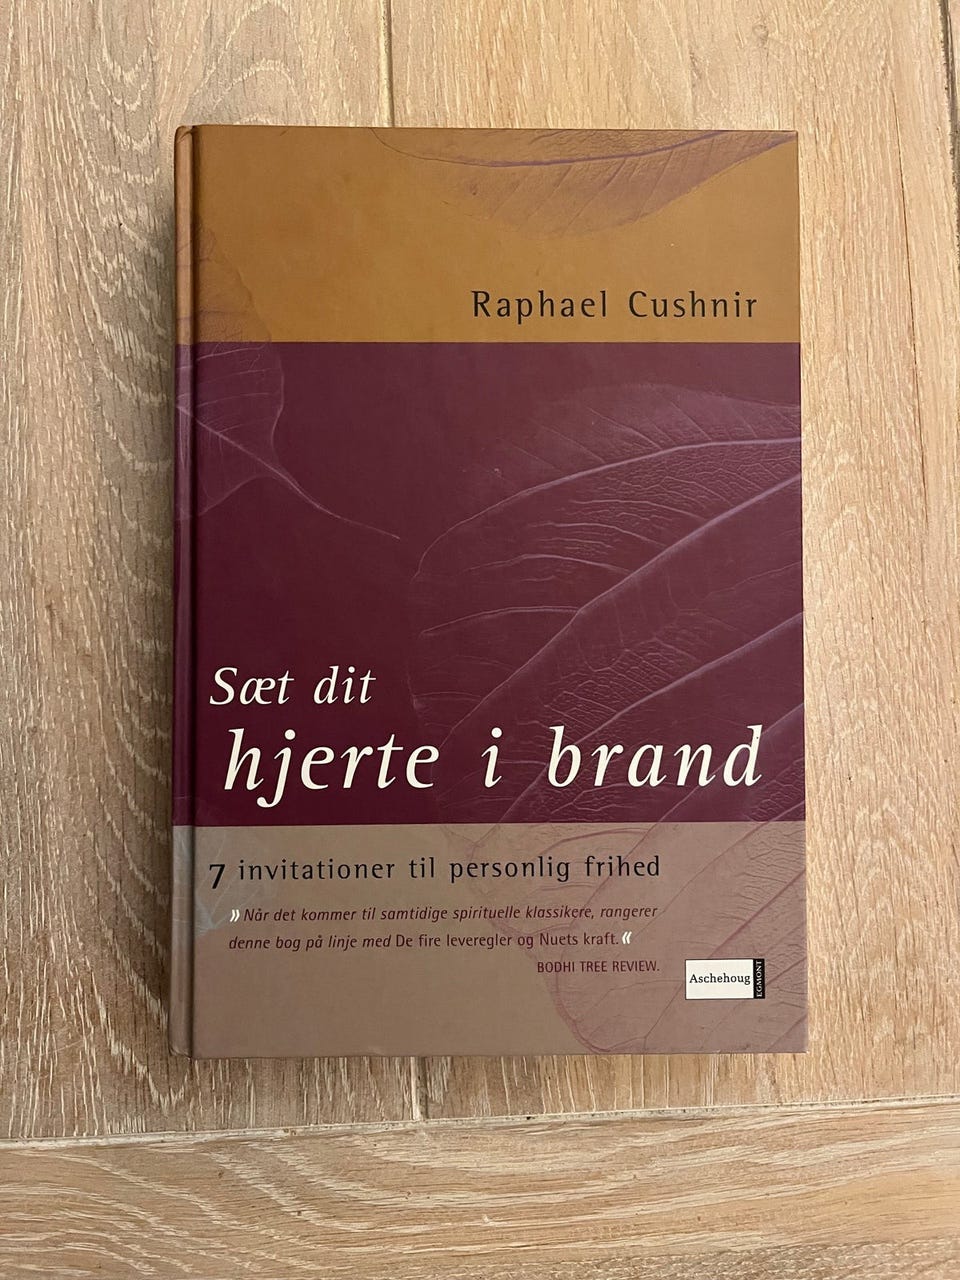 Raphael Cushnir
Sæt dit
hjerte i brand
7 invitationer til personlig frihed
»Når det kommer til samtidige spirituelle klassikere, rangerer
denne bog på linje med De fire leveregler og Nuets kraft.«
BODHI TREE REVIEW.
Aschehoug
EGMONT